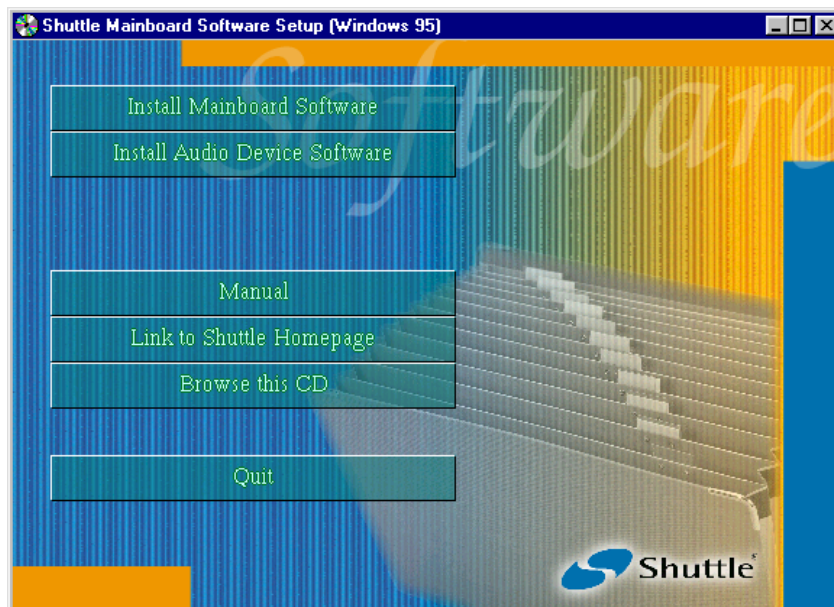 Shuttle Mainboard Software Setup (Windows 95)
Software
Install Mainboard Software
Install Audio Device Software
Manual
Link to Shuttle Homepage
Browse this CD
Quit
Shuttle®